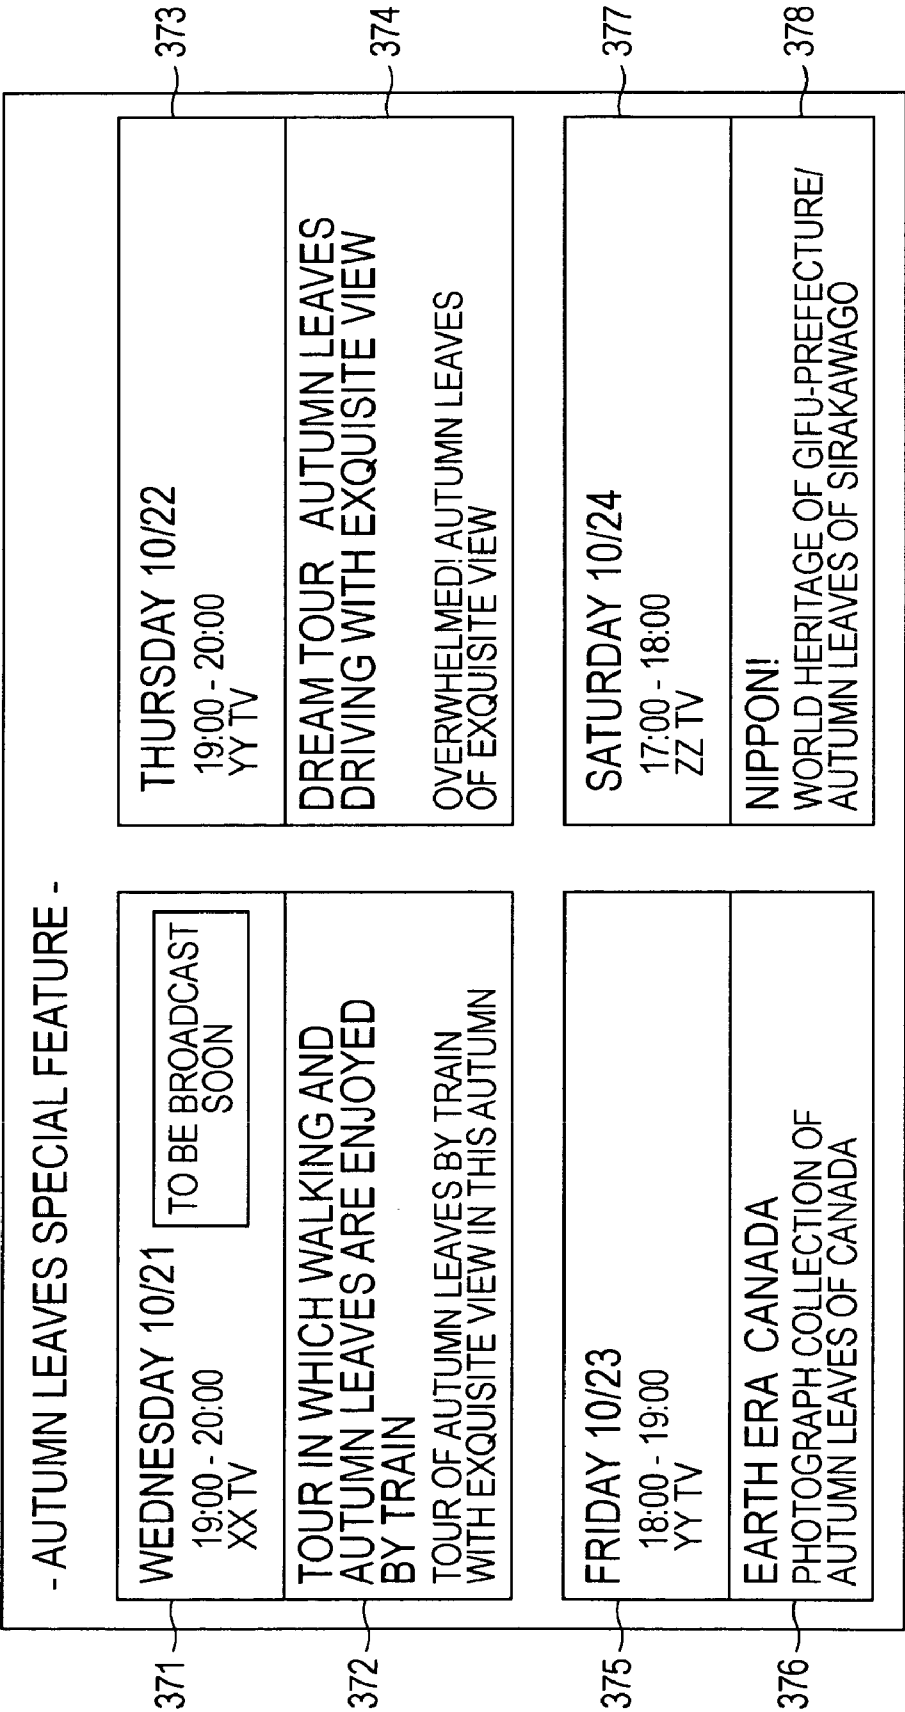 - AUTUMN LEAVES SPECIAL FEATURE -
371
WEDNESDAY 10/21
19:00 - 20:00
XX TV
TO BE BROADCAST
SOON
372
TOUR IN WHICH WALKING AND
AUTUMN LEAVES ARE ENJOYED
BY TRAIN
TOUR OF AUTUMN LEAVES BY TRAIN
WITH EXQUISITE VIEW IN THIS AUTUMN
THURSDAY 10/22
19:00 - 20:00
YY TV
373
DREAM TOUR AUTUMN LEAVES
DRIVING WITH EXQUISITE VIEW
OVERWHELMED! AUTUMN LEAVES
OF EXQUISITE VIEW
374
375
FRIDAY 10/23
18:00 - 19:00
YY TV
376
EARTH ERA CANADA
PHOTOGRAPH COLLECTION OF
AUTUMN LEAVES OF CANADA
SATURDAY 10/24
17:00 - 18:00
ZZ TV
377
NIPPON!
WORLD HERITAGE OF GIFU-PREFECTURE/
AUTUMN LEAVES OF SIRAKAWAGO
378